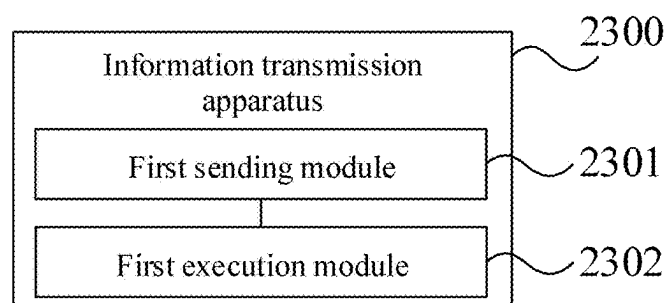 2300
Information transmission
apparatus
First sending module
2301
First execution module
2302